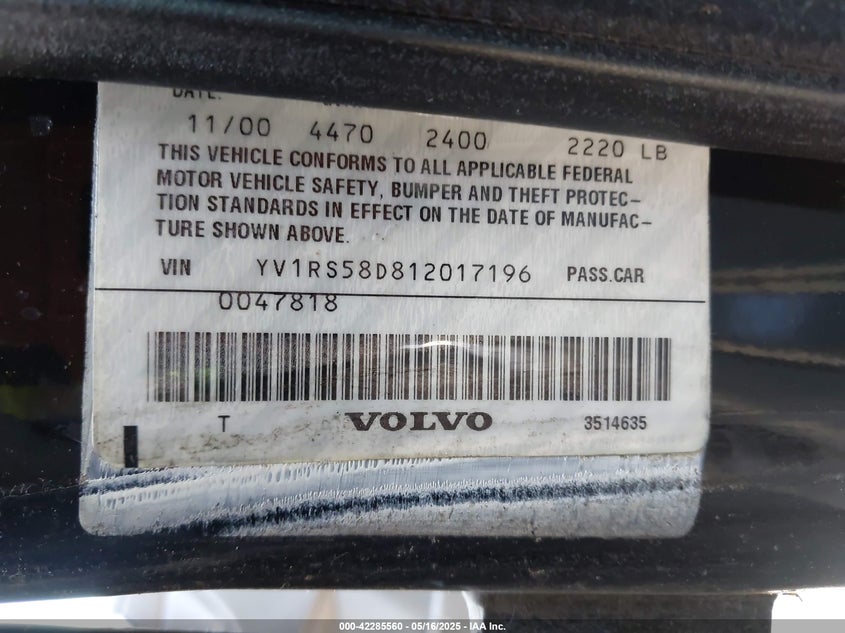 DATE:
11/00 4470 2400 2220 LB
THIS VEHICLE CONFORMS TO ALL APPLICABLE FEDERAL
MOTOR VEHICLE SAFETY, BUMPER AND THEFT PROTEC-
TION STANDARDS IN EFFECT ON THE DATE OF MANUFAC-
TURE SHOWN ABOVE.
VIN YV1RS58D812017196 PASS.CAR
0047818
T VOLVO 3514635
000-42285560 - 05/16/2025 - IAA Inc.